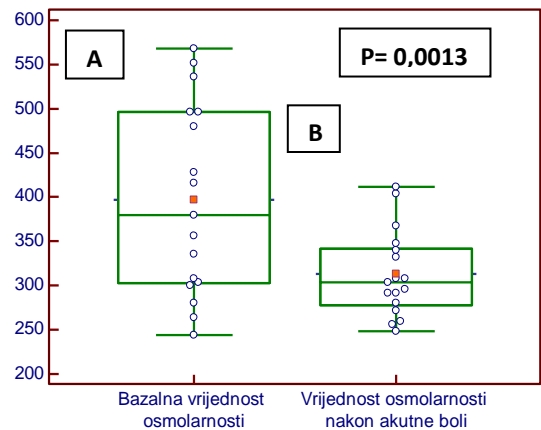 600
550
500
450
400
350
300
250
200
A
B
P= 0,0013
Bazalna vrijednost
osmolarnosti
Vrijednost osmolarnosti
nakon akutne boli